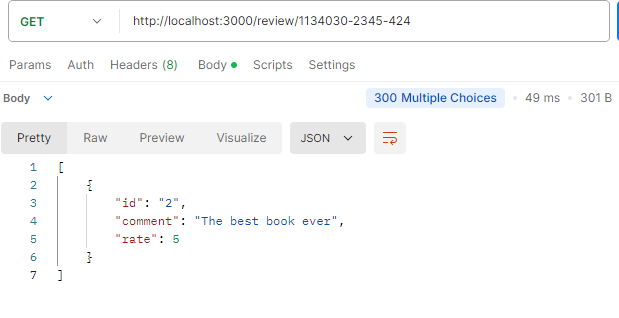 GET http://localhost:3000/review/1134030-2345-424
Params Auth Headers (8) Body Scripts Settings
Body 300 Multiple Choices 49 ms 301 B
Pretty Raw Preview Visualize JSON
1 [
2 {
3 "id": "2",
4 "comment": "The best book ever",
5 "rate": 5
6 }
7 ]